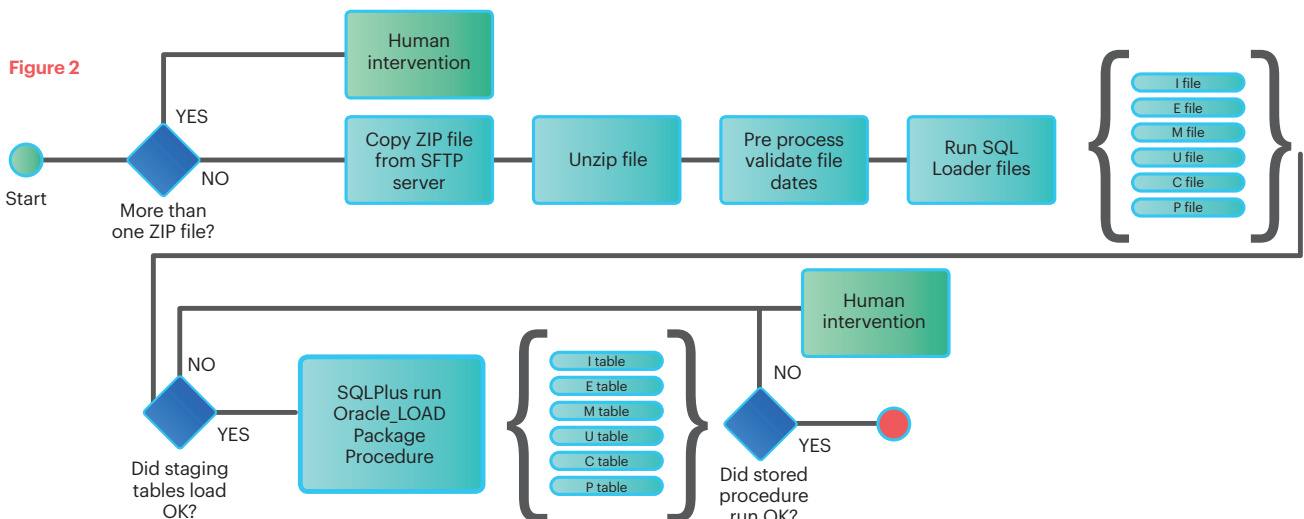 Figure 2
Human
intervention
YES
NO
Start
More than
one ZIP file?
Copy ZIP file
from SFTP
server
Unzip file
Pre process
validate file
dates
Run SQL
Loader files
I file
E file
M file
U file
C file
P file
Human
intervention
NO
YES
Did staging
tables load
OK?
SQLPlus run
Oracle_LOAD
Package
Procedure
I table
E table
M table
U table
C table
P table
NO
YES
Did stored
procedure
run OK?